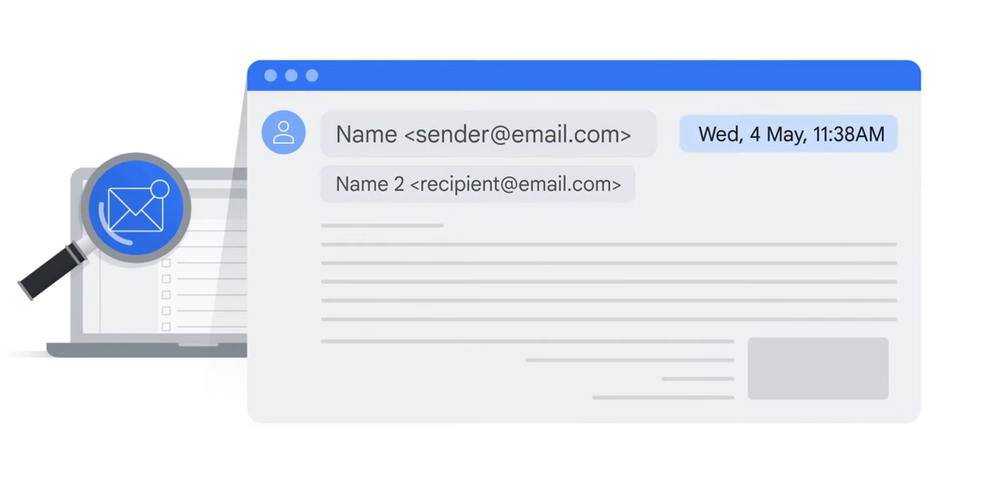 Name <sender@email.com>
Wed, 4 May, 11:38AM
Name 2 <recipient@email.com>